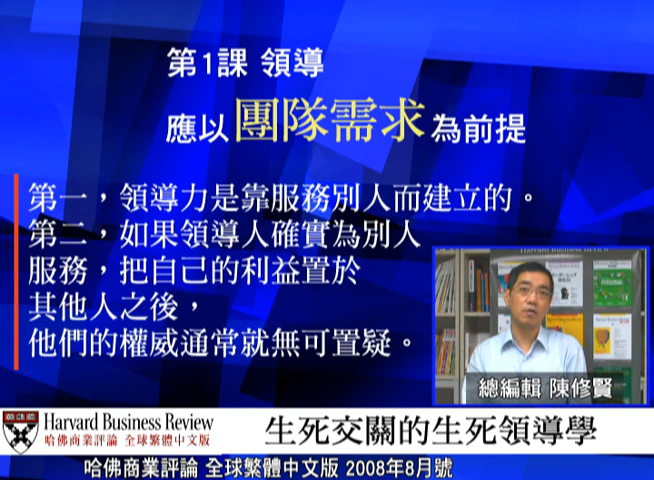 第1課 領導
應以團隊需求為前提
第一，領導力是靠服務別人而建立的。
第二，如果領導人確實為別人
服務，把自己的利益置於
其他人之後，
他們的權威通常就無可置疑。
總編輯 陳修賢
Harvard Business Review
哈佛商業評論 全球繁體中文版
生死交關的生死領導學
哈佛商業評論 全球繁體中文版 2008年8月號